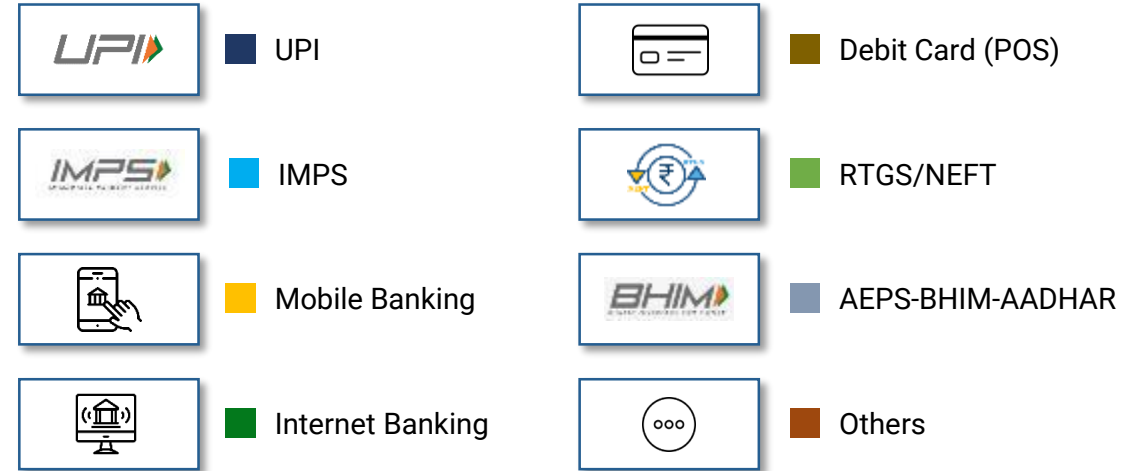 UPI
UPI
Debit Card (POS)
IMPS
IMPS
RTGS/NEFT
Mobile Banking
BHIM
AEPS-BHIM-AADHAR
Internet Banking
Others